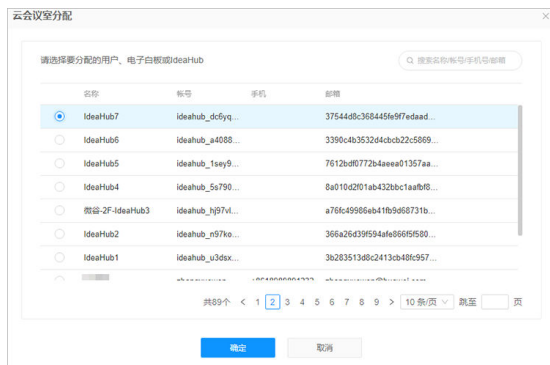 云会议室分配
请选择要分配的用户、电子白板或IdeaHub
搜索名称/帐号/手机号/邮箱
名称 帐号 手机 邮箱
IdeaHub7 ideahub_dc6yq... 37544d8c368445fe9f7edaad...
IdeaHub6 ideahub_a4088... 3390c4b3532d4cbcb22c5869...
IdeaHub5 ideahub_1sey9... 7612bdf0772b4aeea01357aa...
IdeaHub4 ideahub_5s790... 8a010d2f01ab432bbc1aafbf8...
微谷-2F-IdeaHub3 ideahub_hj97vl... a76fc49986eb41fb9d68731b...
IdeaHub2 ideahub_n97ko... 366a26d39f594afe866f5f580...
IdeaHub1 ideahub_u3dsx... 3b283513d8c2413cb48fc957...
共89个 < 1 2 3 4 5 6 7 8 9 > 10 条/页 跳至 页
确定 取消